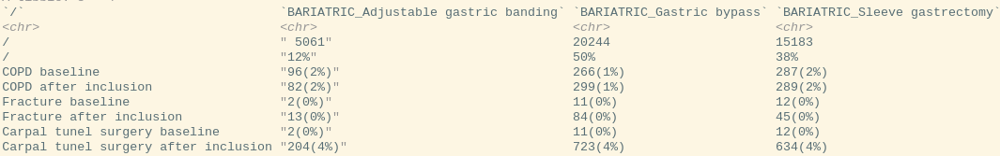 `/` `BARIATRIC_Adjustable gastric banding` `BARIATRIC_Gastric bypass` `BARIATRIC_Sleeve gastrectomy`
<chr> <chr> <chr> <chr>
/ " 5061" 20244 15183
/ "12%" 50% 38%
COPD baseline "96(2%)" 266(1%) 287(2%)
COPD after inclusion "82(2%)" 299(1%) 289(2%)
Fracture baseline "2(0%)" 11(0%) 12(0%)
Fracture after inclusion "13(0%)" 84(0%) 45(0%)
Carpal tunel surgery baseline "2(0%)" 11(0%) 12(0%)
Carpal tunel surgery after inclusion "204(4%)" 723(4%) 634(4%)